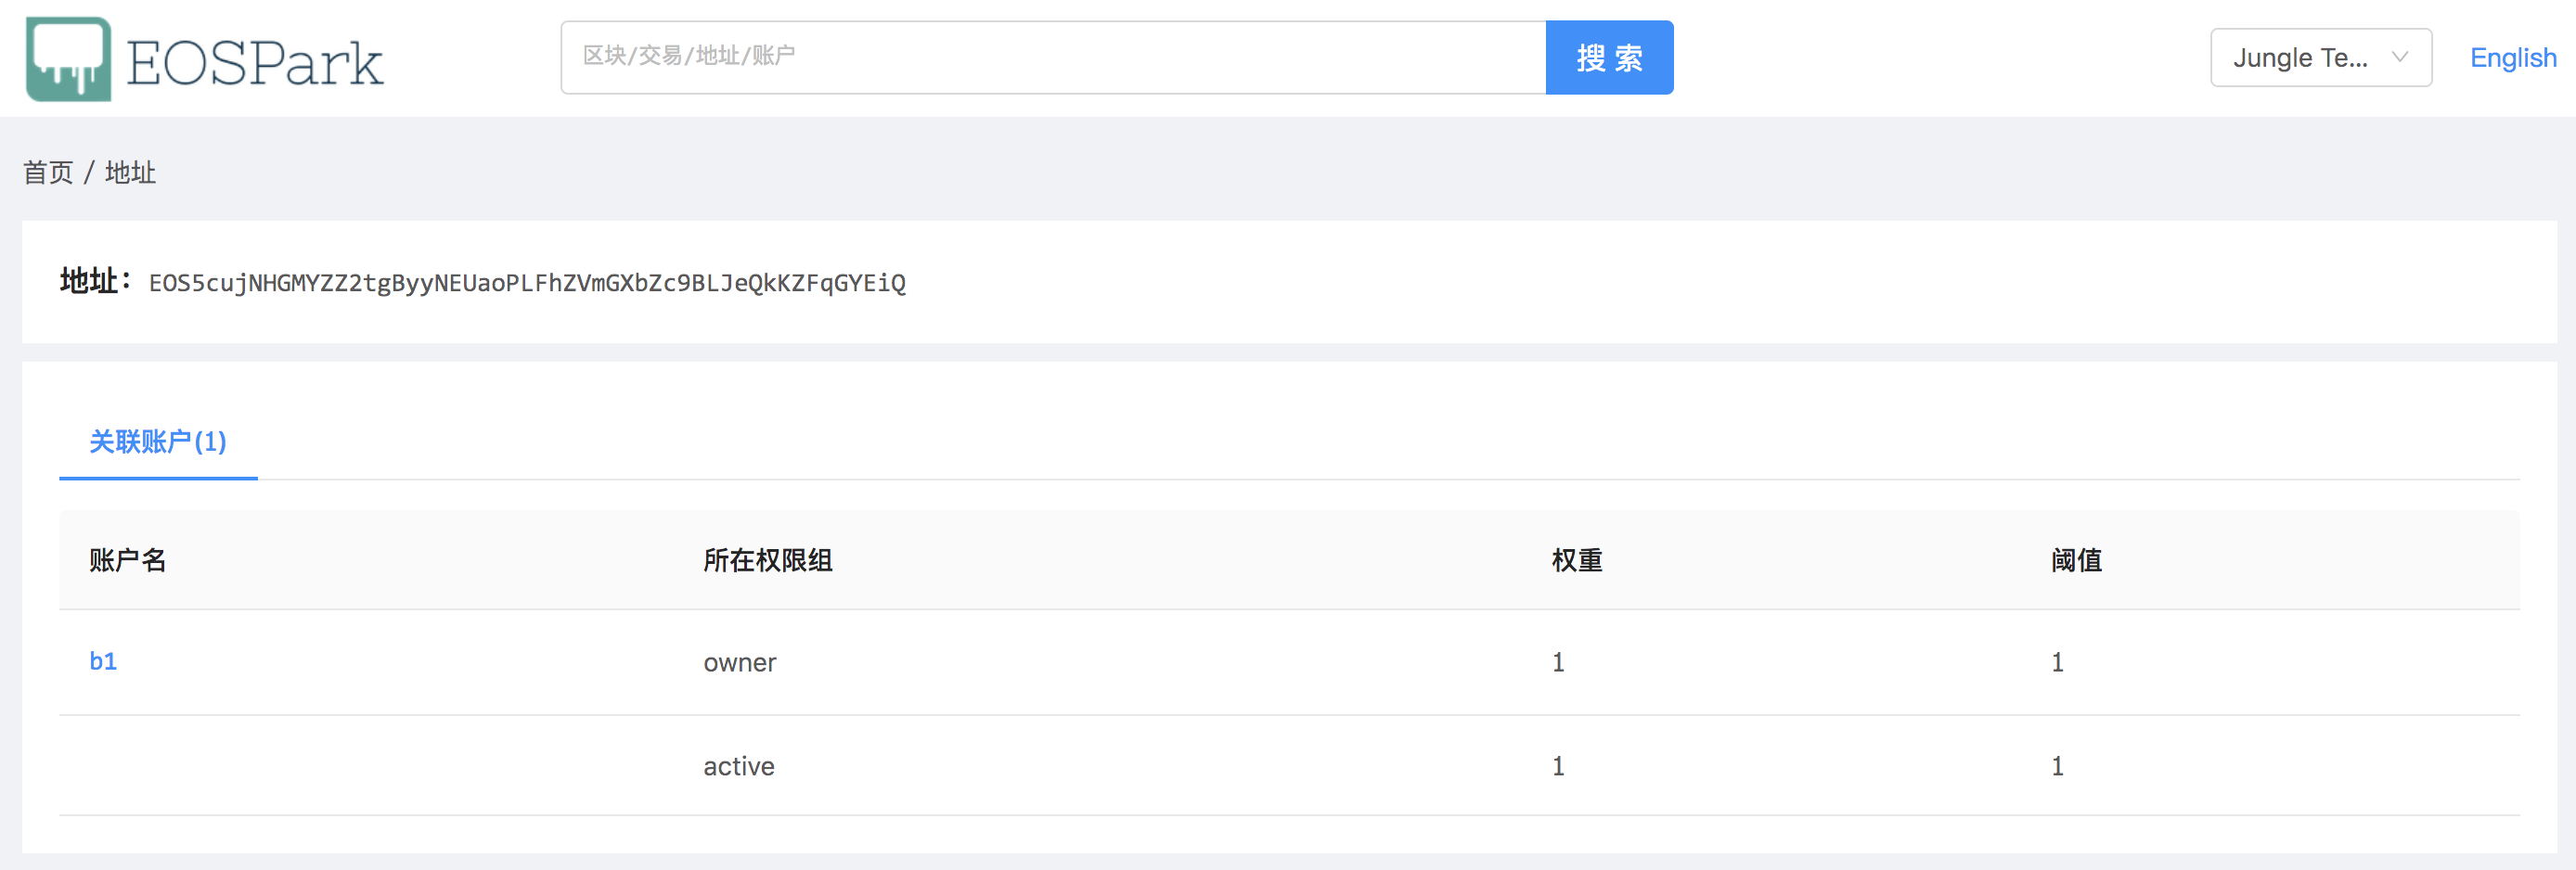 EOSPark
区块/交易/地址/账户
搜 索
Jungle Te...
English
首页 / 地址
地址： EOS5cujNHGMYZZ2tgByyNEUaoPLFhZVmGXbZc9BLJeQkKZFqGYEiQ
关联账户(1)
账户名 所在权限组 权重 阈值
b1 owner 1 1
active 1 1